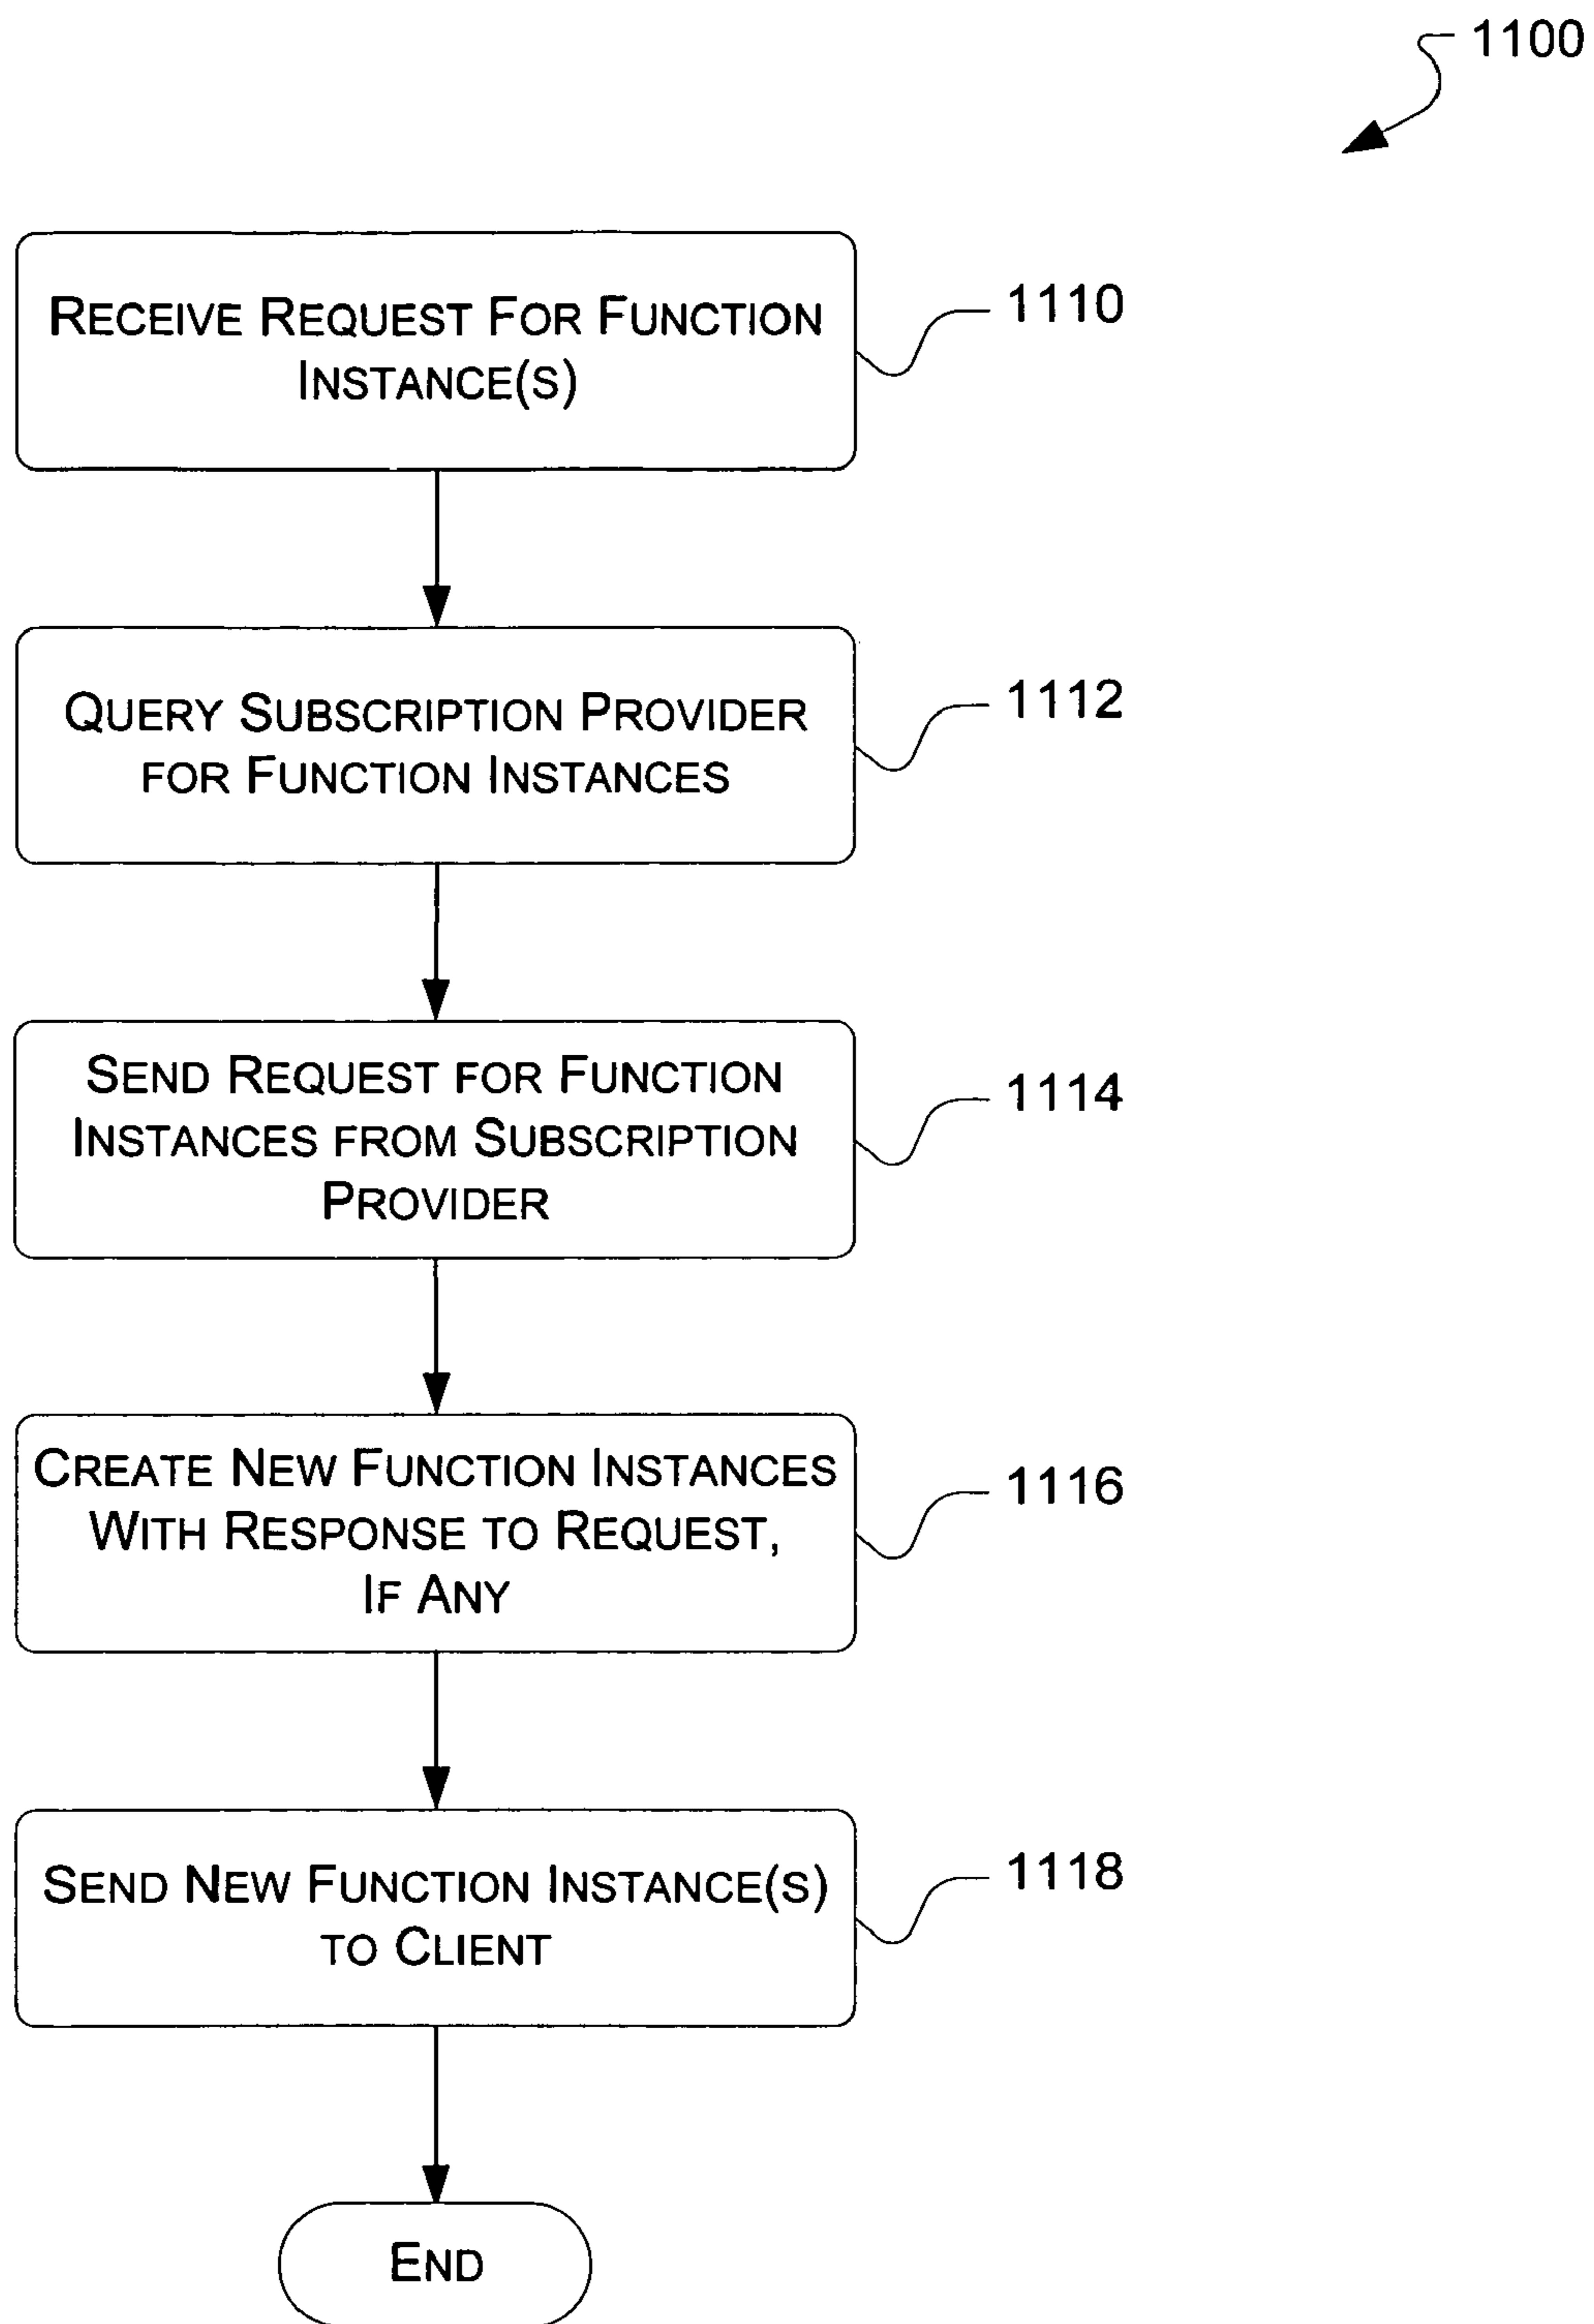 1100
RECEIVE REQUEST FOR FUNCTION
INSTANCE(S)
1110
QUERY SUBSCRIPTION PROVIDER
FOR FUNCTION INSTANCES
1112
SEND REQUEST FOR FUNCTION
INSTANCES FROM SUBSCRIPTION
PROVIDER
1114
CREATE NEW FUNCTION INSTANCES
WITH RESPONSE TO REQUEST,
IF ANY
1116
SEND NEW FUNCTION INSTANCE(S)
TO CLIENT
1118
END